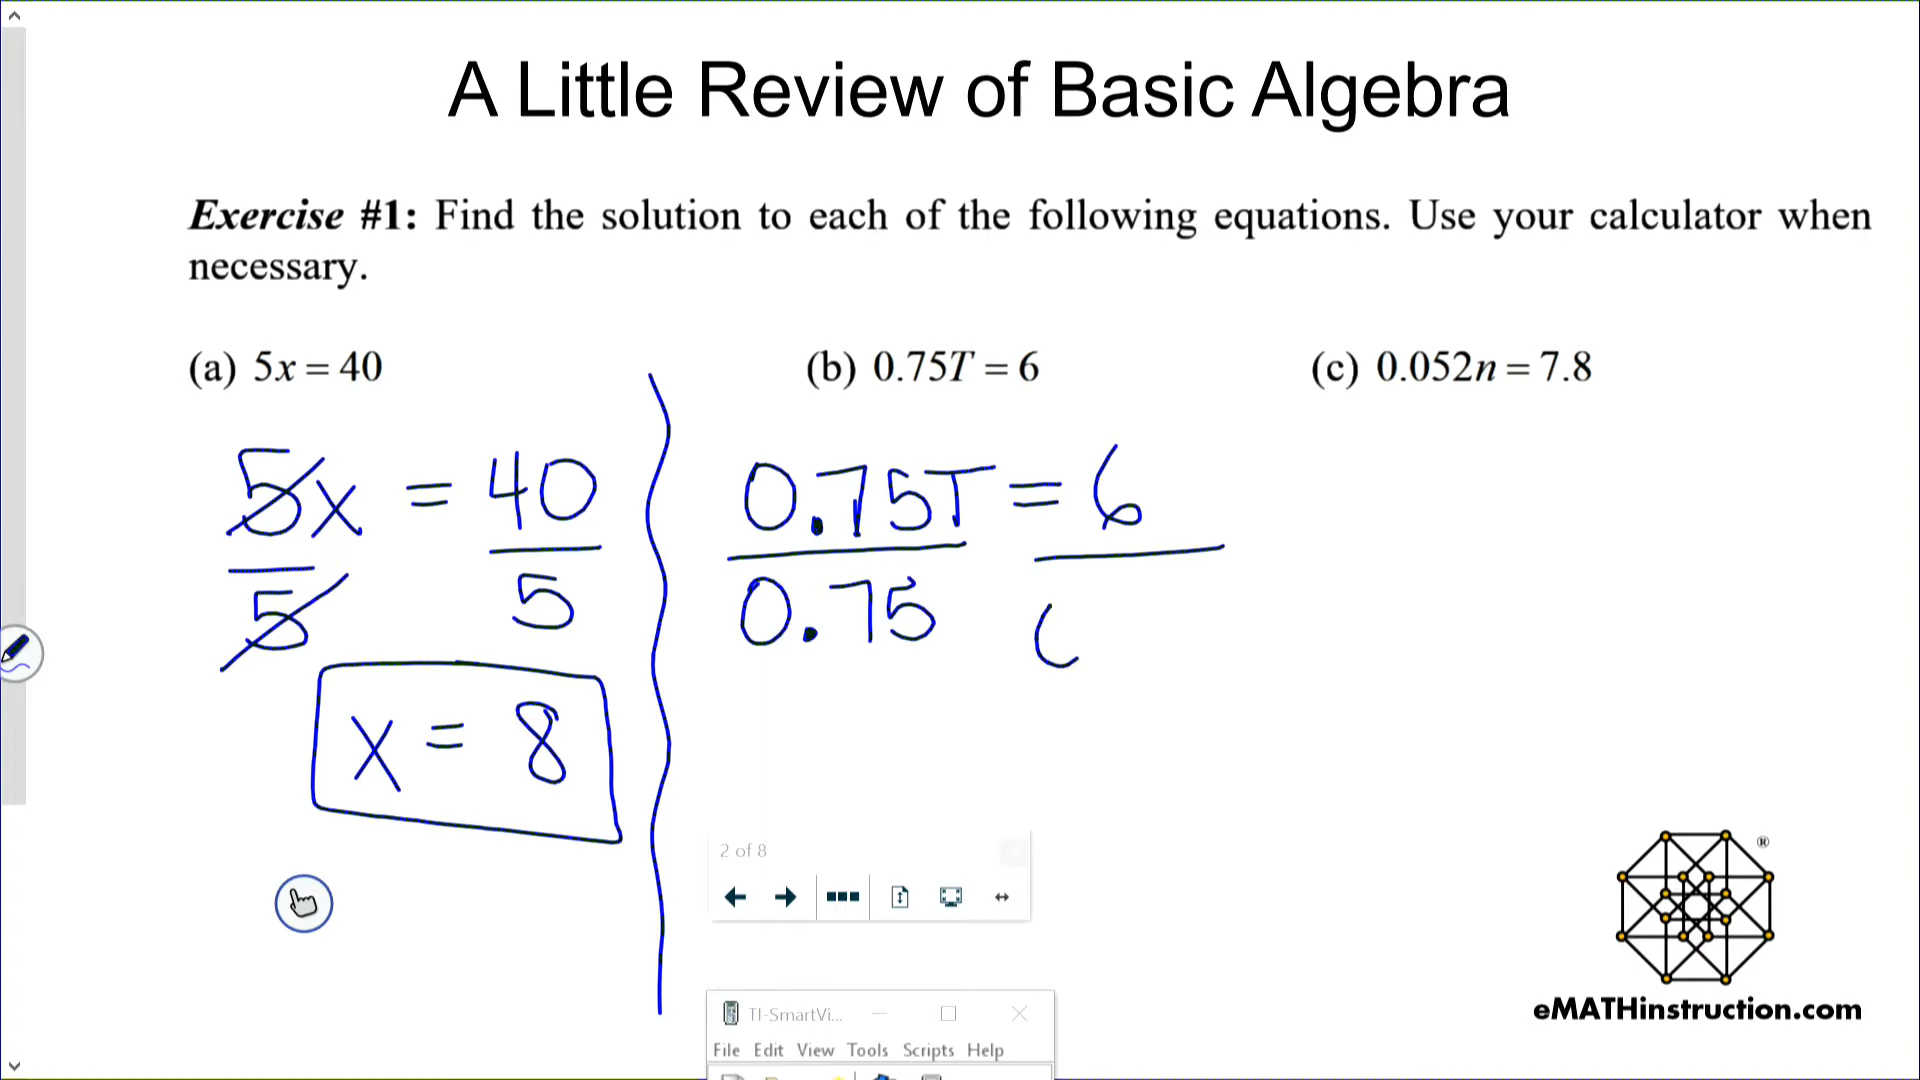 A Little Review of Basic Algebra
Exercise #1: Find the solution to each of the following equations. Use your calculator when
necessary.
(a) 5x = 40
(b) 0.75T = 6
(c) 0.052n = 7.8
5x = 40
5 5
x = 8
0.75T = 6
0.75
2 of 8
TI-SmartVi...
File Edit View Tools Scripts Help
®
eMATHinstruction.com